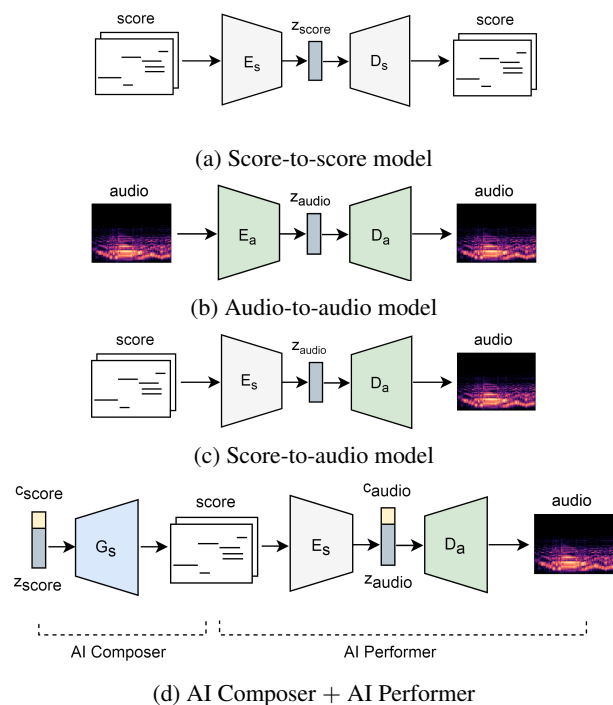 score z_score score
E_s D_s
(a) Score-to-score model
audio z_audio audio
E_a D_a
(b) Audio-to-audio model
score z_audio audio
E_s D_a
(c) Score-to-audio model
c_score score c_audio audio
G_s E_s D_a
z_score z_audio
AI Composer AI Performer
(d) AI Composer + AI Performer